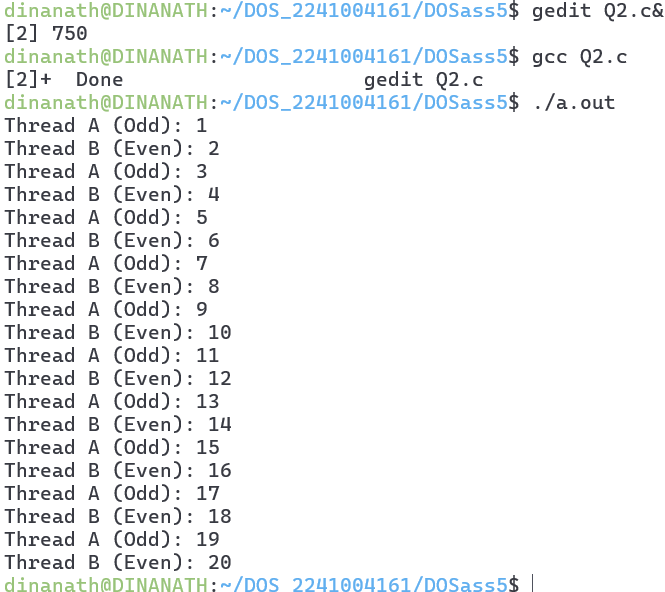 dinanath@DINANATH:~/DOS_2241004161/DOSass5$ gedit Q2.c&
[2] 750
dinanath@DINANATH:~/DOS_2241004161/DOSass5$ gcc Q2.c
[2]+  Done                    gedit Q2.c
dinanath@DINANATH:~/DOS_2241004161/DOSass5$ ./a.out
Thread A (Odd): 1
Thread B (Even): 2
Thread A (Odd): 3
Thread B (Even): 4
Thread A (Odd): 5
Thread B (Even): 6
Thread A (Odd): 7
Thread B (Even): 8
Thread A (Odd): 9
Thread B (Even): 10
Thread A (Odd): 11
Thread B (Even): 12
Thread A (Odd): 13
Thread B (Even): 14
Thread A (Odd): 15
Thread B (Even): 16
Thread A (Odd): 17
Thread B (Even): 18
Thread A (Odd): 19
Thread B (Even): 20
dinanath@DINANATH:~/DOS_2241004161/DOSass5$